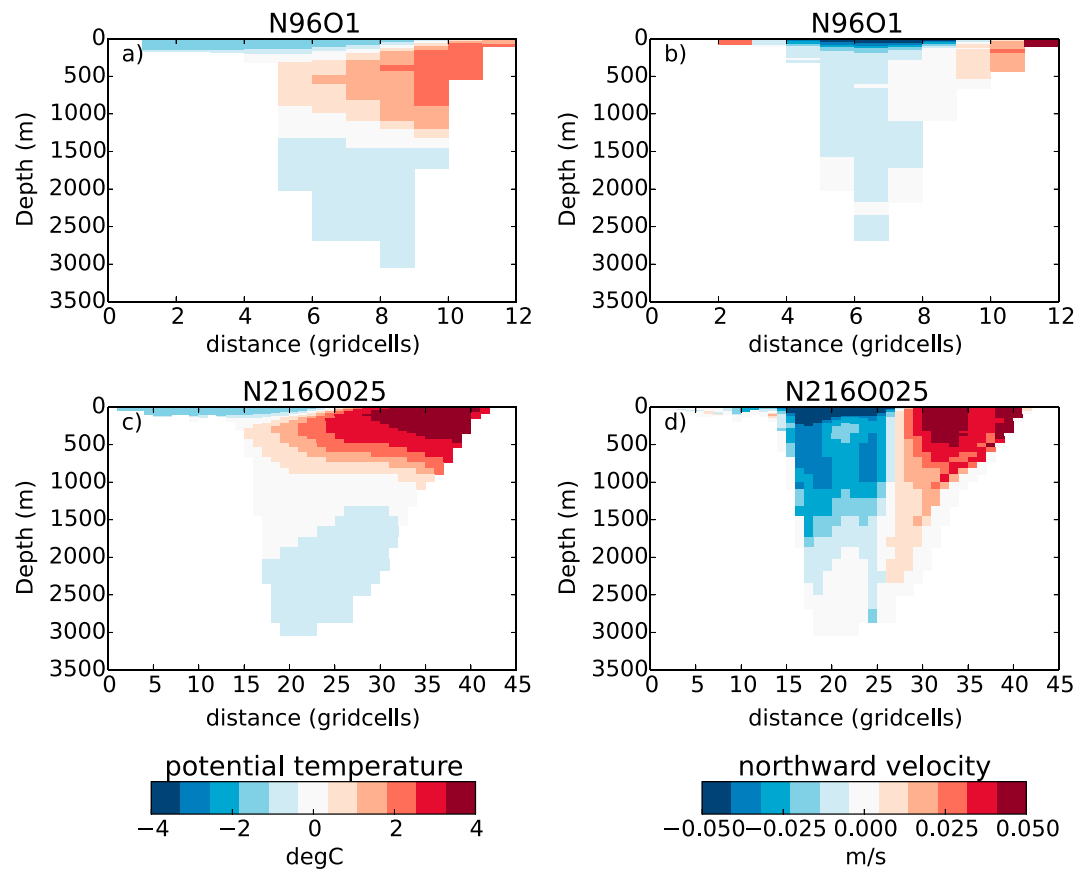 N96O1
N96O1
a)
b)
0
500
1000
1500
2000
2500
3000
3500
Depth (m)
0 2 4 6 8 10 12
distance (gridcells)
0
500
1000
1500
2000
2500
3000
3500
Depth (m)
0 2 4 6 8 10 12
distance (gridcells)
N216O025
N216O025
c)
d)
0
500
1000
1500
2000
2500
3000
3500
Depth (m)
0 5 10 15 20 25 30 35 40 45
distance (gridcells)
0
500
1000
1500
2000
2500
3000
3500
Depth (m)
0 5 10 15 20 25 30 35 40 45
distance (gridcells)
potential temperature
−4 −2 0 2 4
degC
northward velocity
−0.050 −0.025 0.000 0.025 0.050
m/s